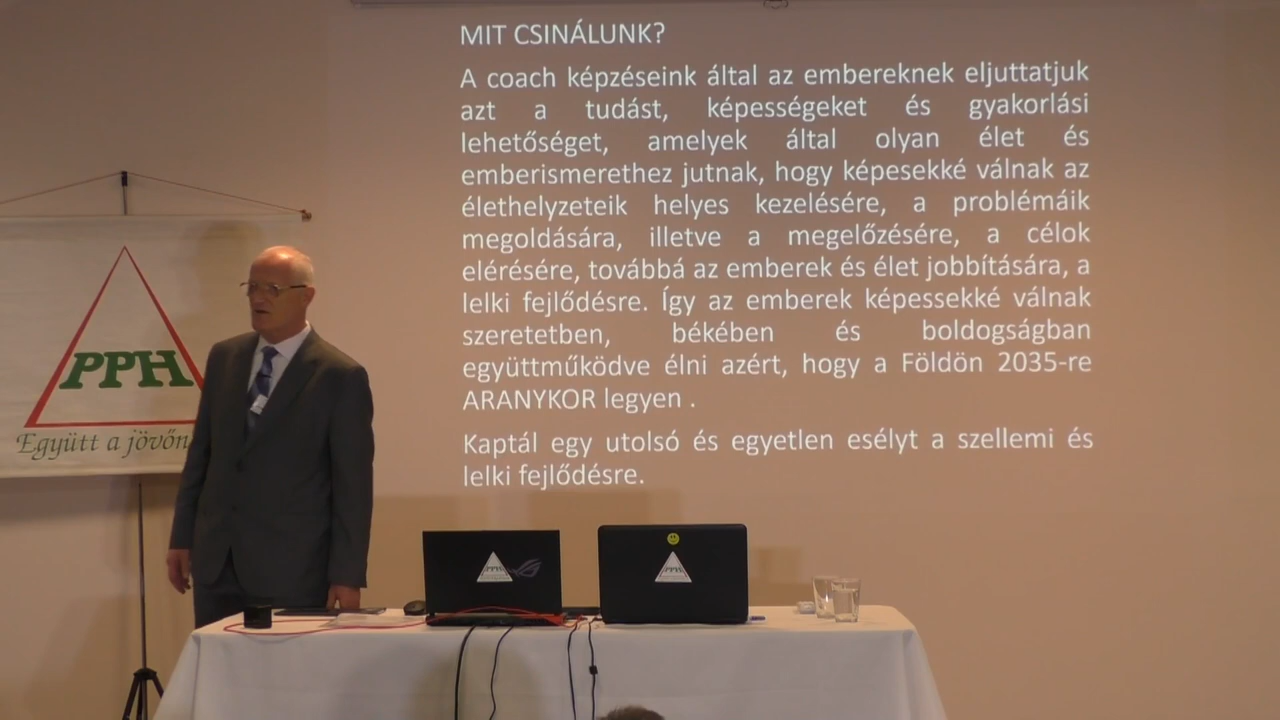 MIT CSINÁLUNK?
A coach képzéseink által az embereknek eljuttatjuk
azt a tudást, képességeket és gyakorlási
lehetőséget, amelyek által olyan élet és
emberismerethez jutnak, hogy képesekké válnak az
élethelyzeteik helyes kezelésére, a problémáik
megoldására, illetve a megelőzésére, a célok
elérésére, továbbá az emberek és élet jobbítására, a
lelki fejlődésre. Így az emberek képessekké válnak
szeretetben, békében és boldogságban
együttműködve élni azért, hogy a Földön 2035-re
ARANYKOR legyen .
Kaptál egy utolsó és egyetlen esélyt a szellemi és
lelki fejlődésre.
PPH
Együtt a jövőn
PPH
PPH